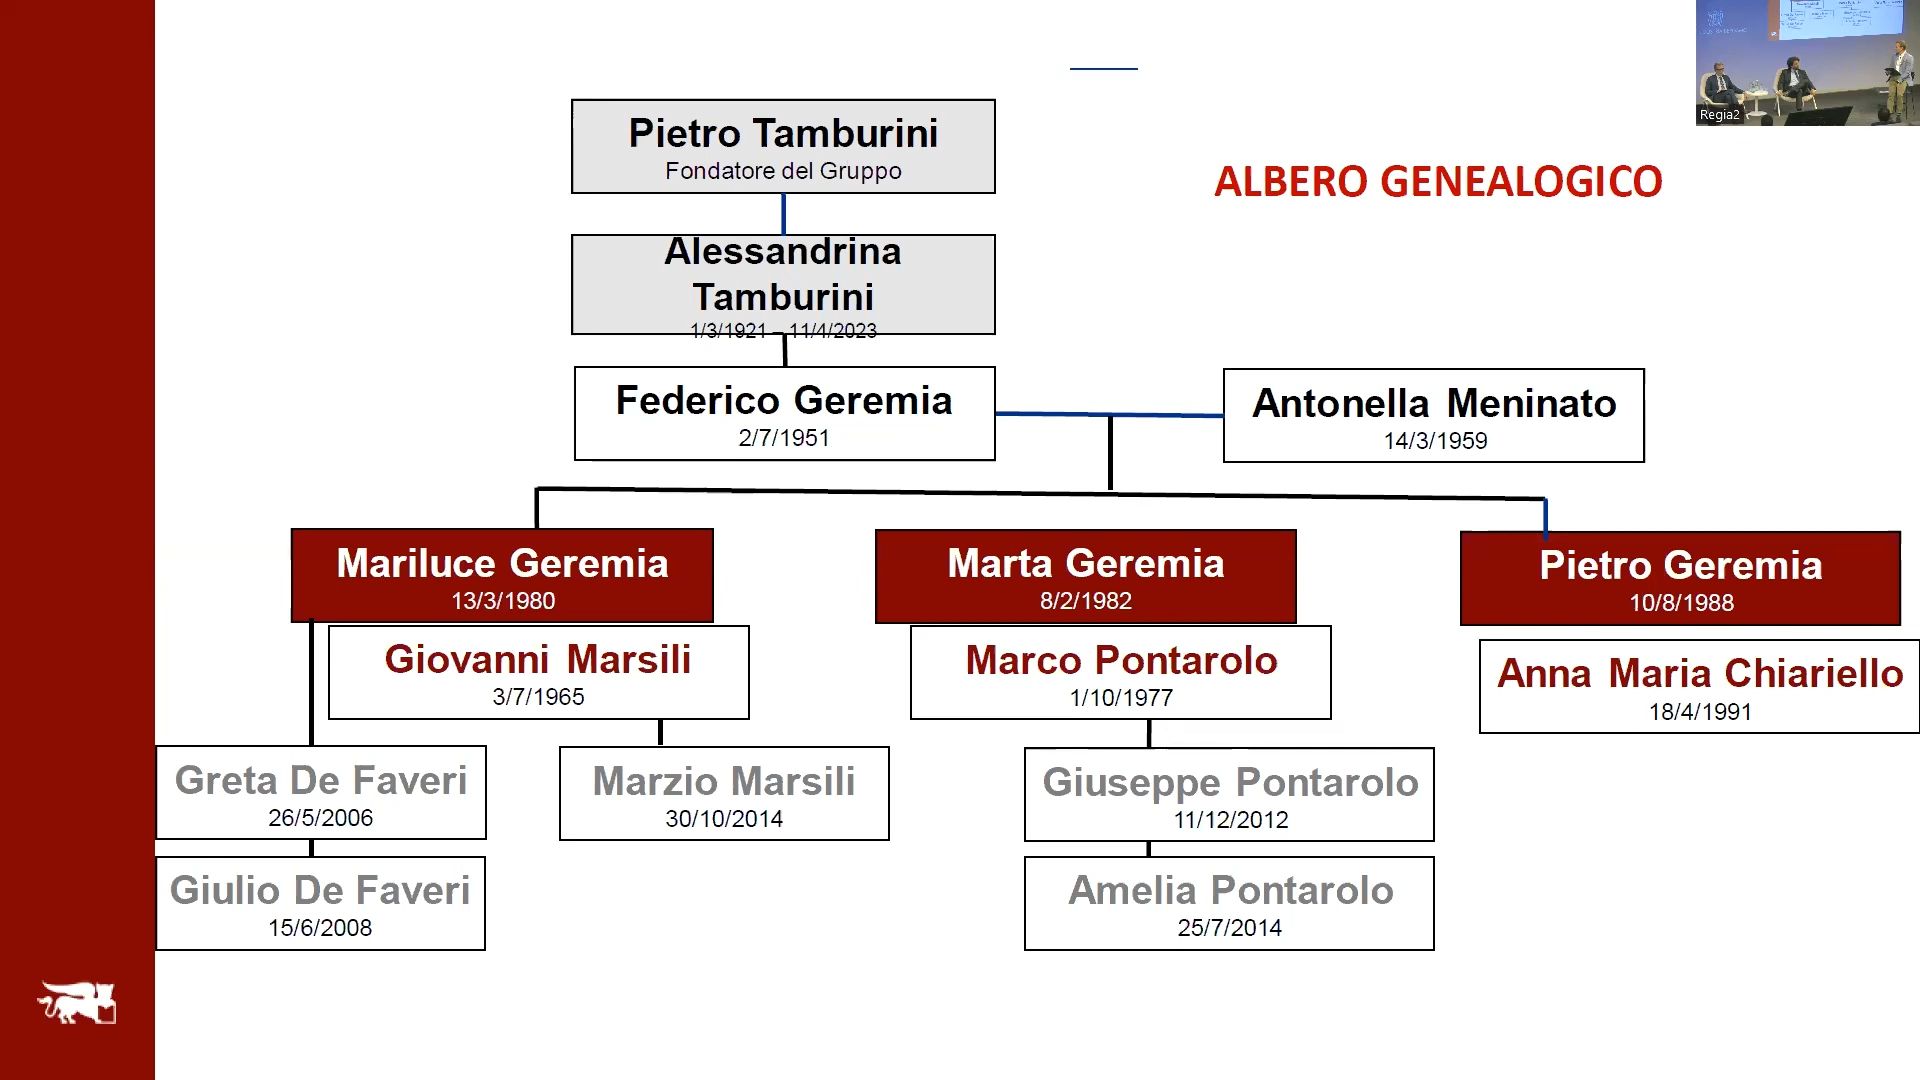 Regia2
ALBERO GENEALOGICO
Pietro Tamburini
Fondatore del Gruppo
Alessandrina
Tamburini
1/3/1921 – 11/4/2023
Federico Geremia
2/7/1951
Antonella Meninato
14/3/1959
Mariluce Geremia
13/3/1980
Marta Geremia
8/2/1982
Pietro Geremia
10/8/1988
Giovanni Marsili
3/7/1965
Marco Pontarolo
1/10/1977
Anna Maria Chiariello
18/4/1991
Greta De Faveri
26/5/2006
Marzio Marsili
30/10/2014
Giuseppe Pontarolo
11/12/2012
Giulio De Faveri
15/6/2008
Amelia Pontarolo
25/7/2014